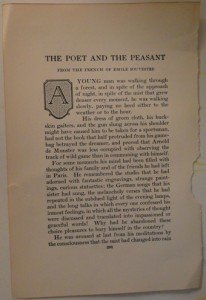 THE POET AND THE PEASANT
FROM THE FRENCH OF EMILE SOUVESTRE
A YOUNG man was walking through
a forest, and in spite of the approach
of night, in spite of the mist that grew
denser every moment, he was walking
slowly, paying no heed either to the
weather or to the hour.
His dress of green cloth, his buck-
skin gaiters, and the gun slung across his shoulder
might have caused him to be taken for a sportsman,
had not the book that half protruded from his game-
bag betrayed the dreamer, and proved that Arnold
de Munster was less occupied with observing the
track of wild game than in communing with himself.
For some moments his mind had been filled with
thoughts of his family and of the friends he had left
in Paris. He remembered the studio that he had
adorned with fantastic engravings, strange paint-
ings, curious statuettes; the German songs that his
sister had sung, the melancholy verses that he had
repeated in the subdued light of the evening lamps,
and the long talks in which every one confessed his
inmost feelings, in which all the mysteries of thought
were discussed and translated into impassioned or
graceful words! Why had he abandoned these
choice pleasures to bury himself in the country?
He was aroused at last from his meditations by
the consciousness that the mist had changed into rain